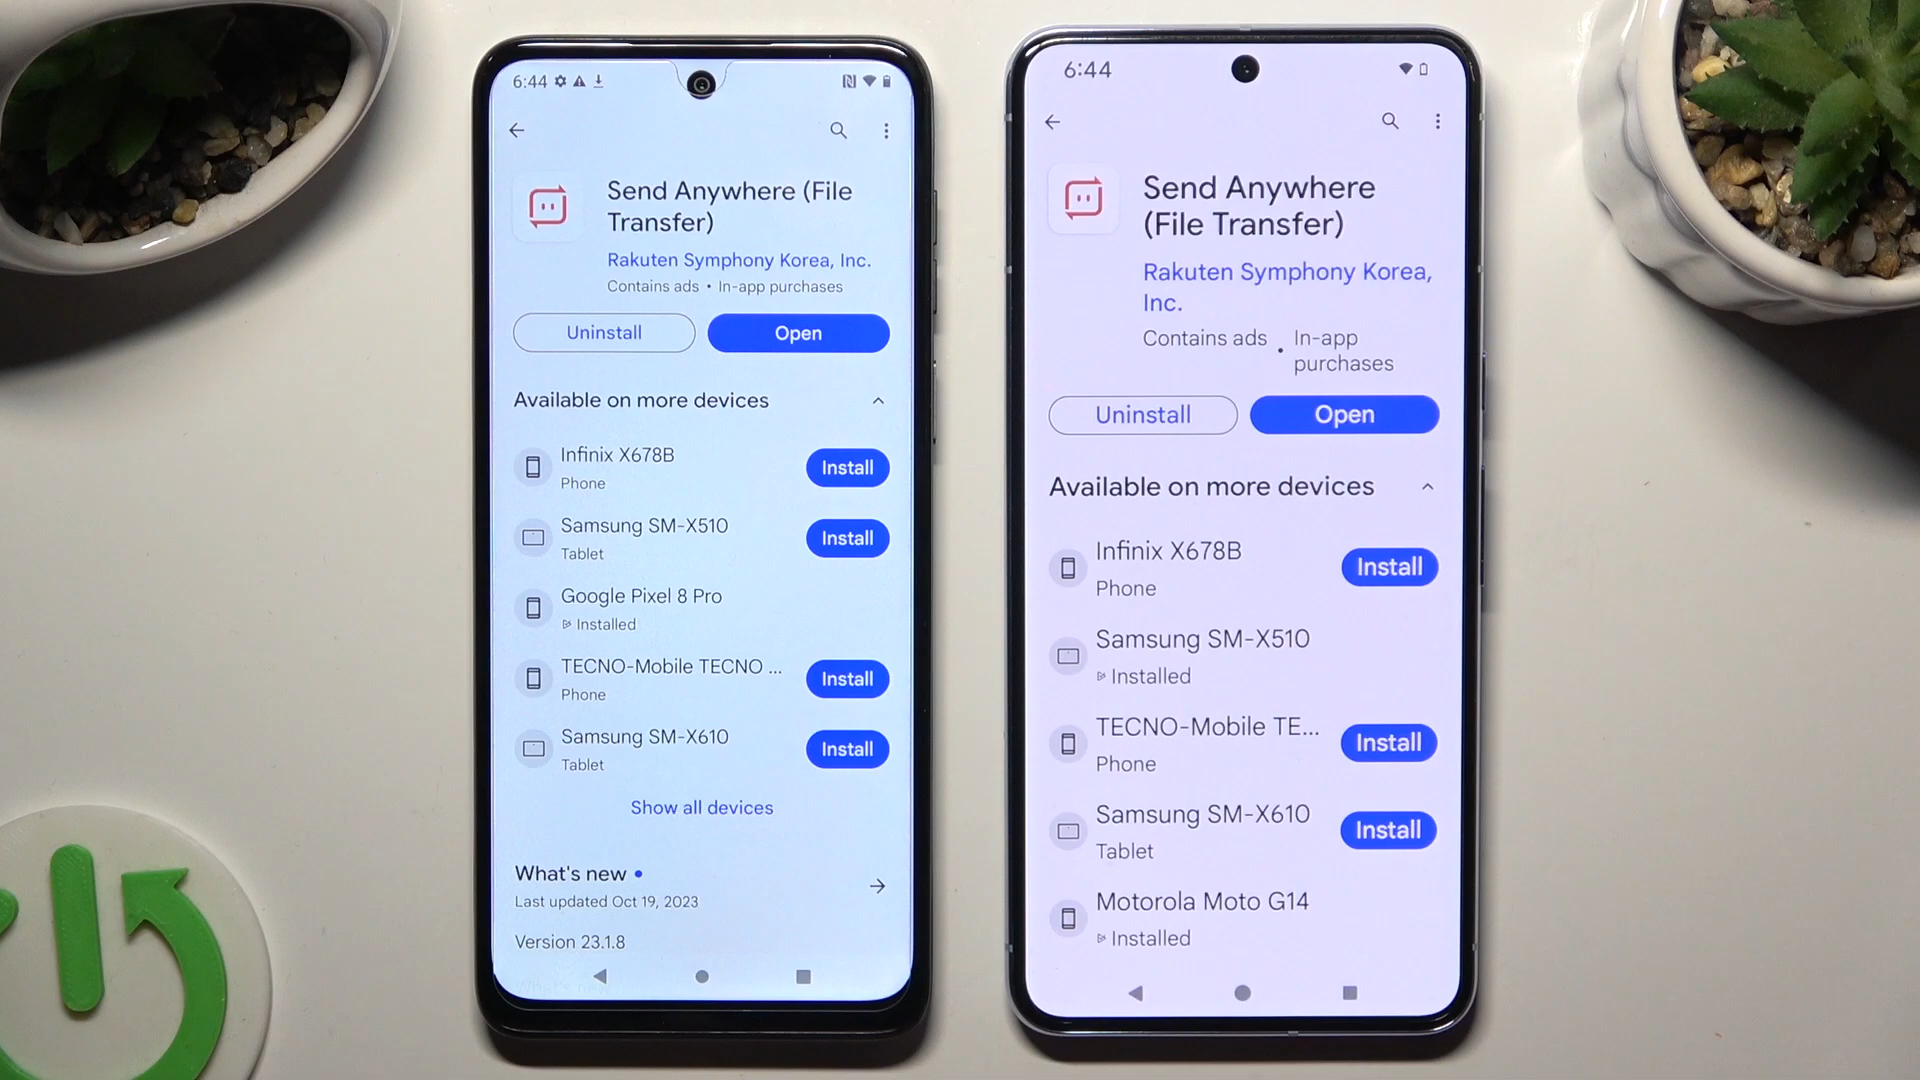 6:44
Send Anywhere (File
Transfer)
Rakuten Symphony Korea, Inc.
Contains ads • In-app purchases
Uninstall
Open
Available on more devices
Infinix X678B
Phone
Install
Samsung SM-X510
Tablet
Install
Google Pixel 8 Pro
Installed
TECNO-Mobile TECNO ...
Phone
Install
Samsung SM-X610
Tablet
Install
Show all devices
What's new •
Last updated Oct 19, 2023
Version 23.1.8
What's new
6:44
Send Anywhere
(File Transfer)
Rakuten Symphony Korea,
Inc.
Contains ads • In-app
purchases
Uninstall
Open
Available on more devices
Infinix X678B
Phone
Install
Samsung SM-X510
Installed
TECNO-Mobile TE...
Phone
Install
Samsung SM-X610
Tablet
Install
Motorola Moto G14
Installed